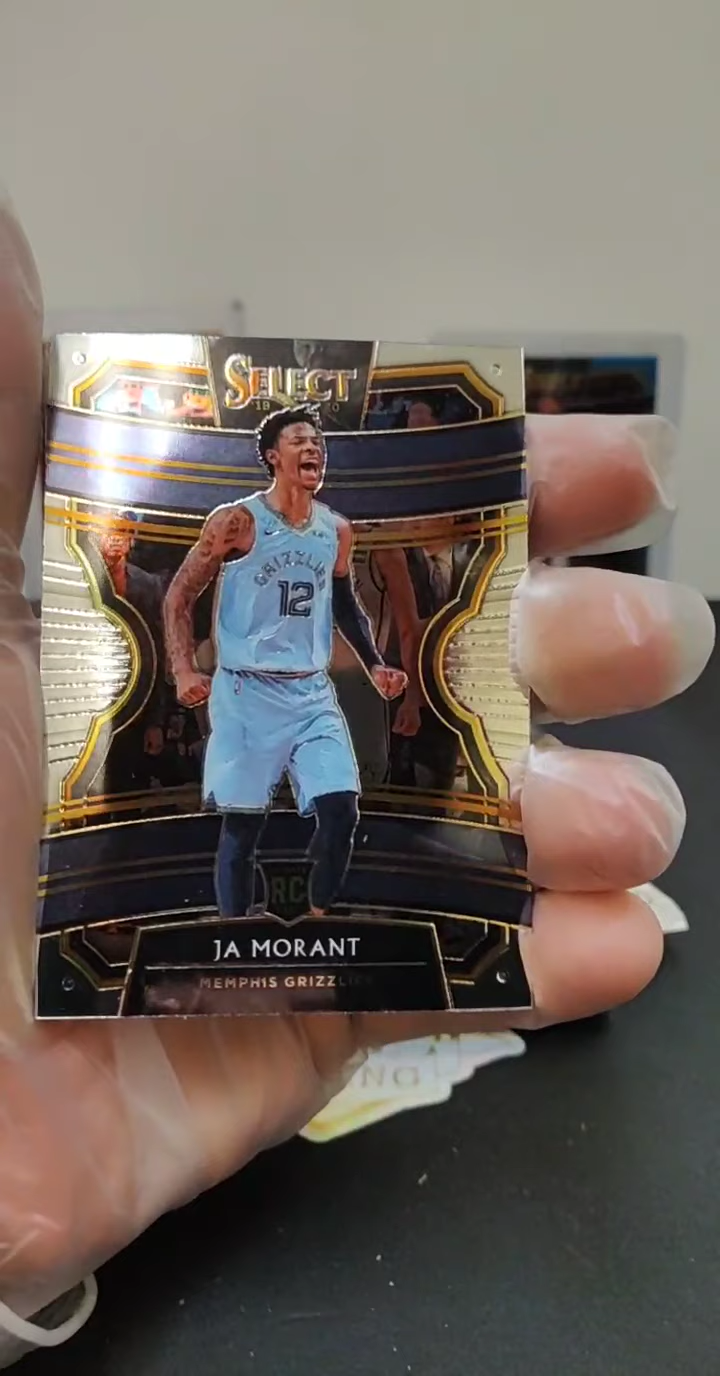 SELECT
GRIZZLIES
12
RC
JA MORANT
MEMPHIS GRIZZLIES